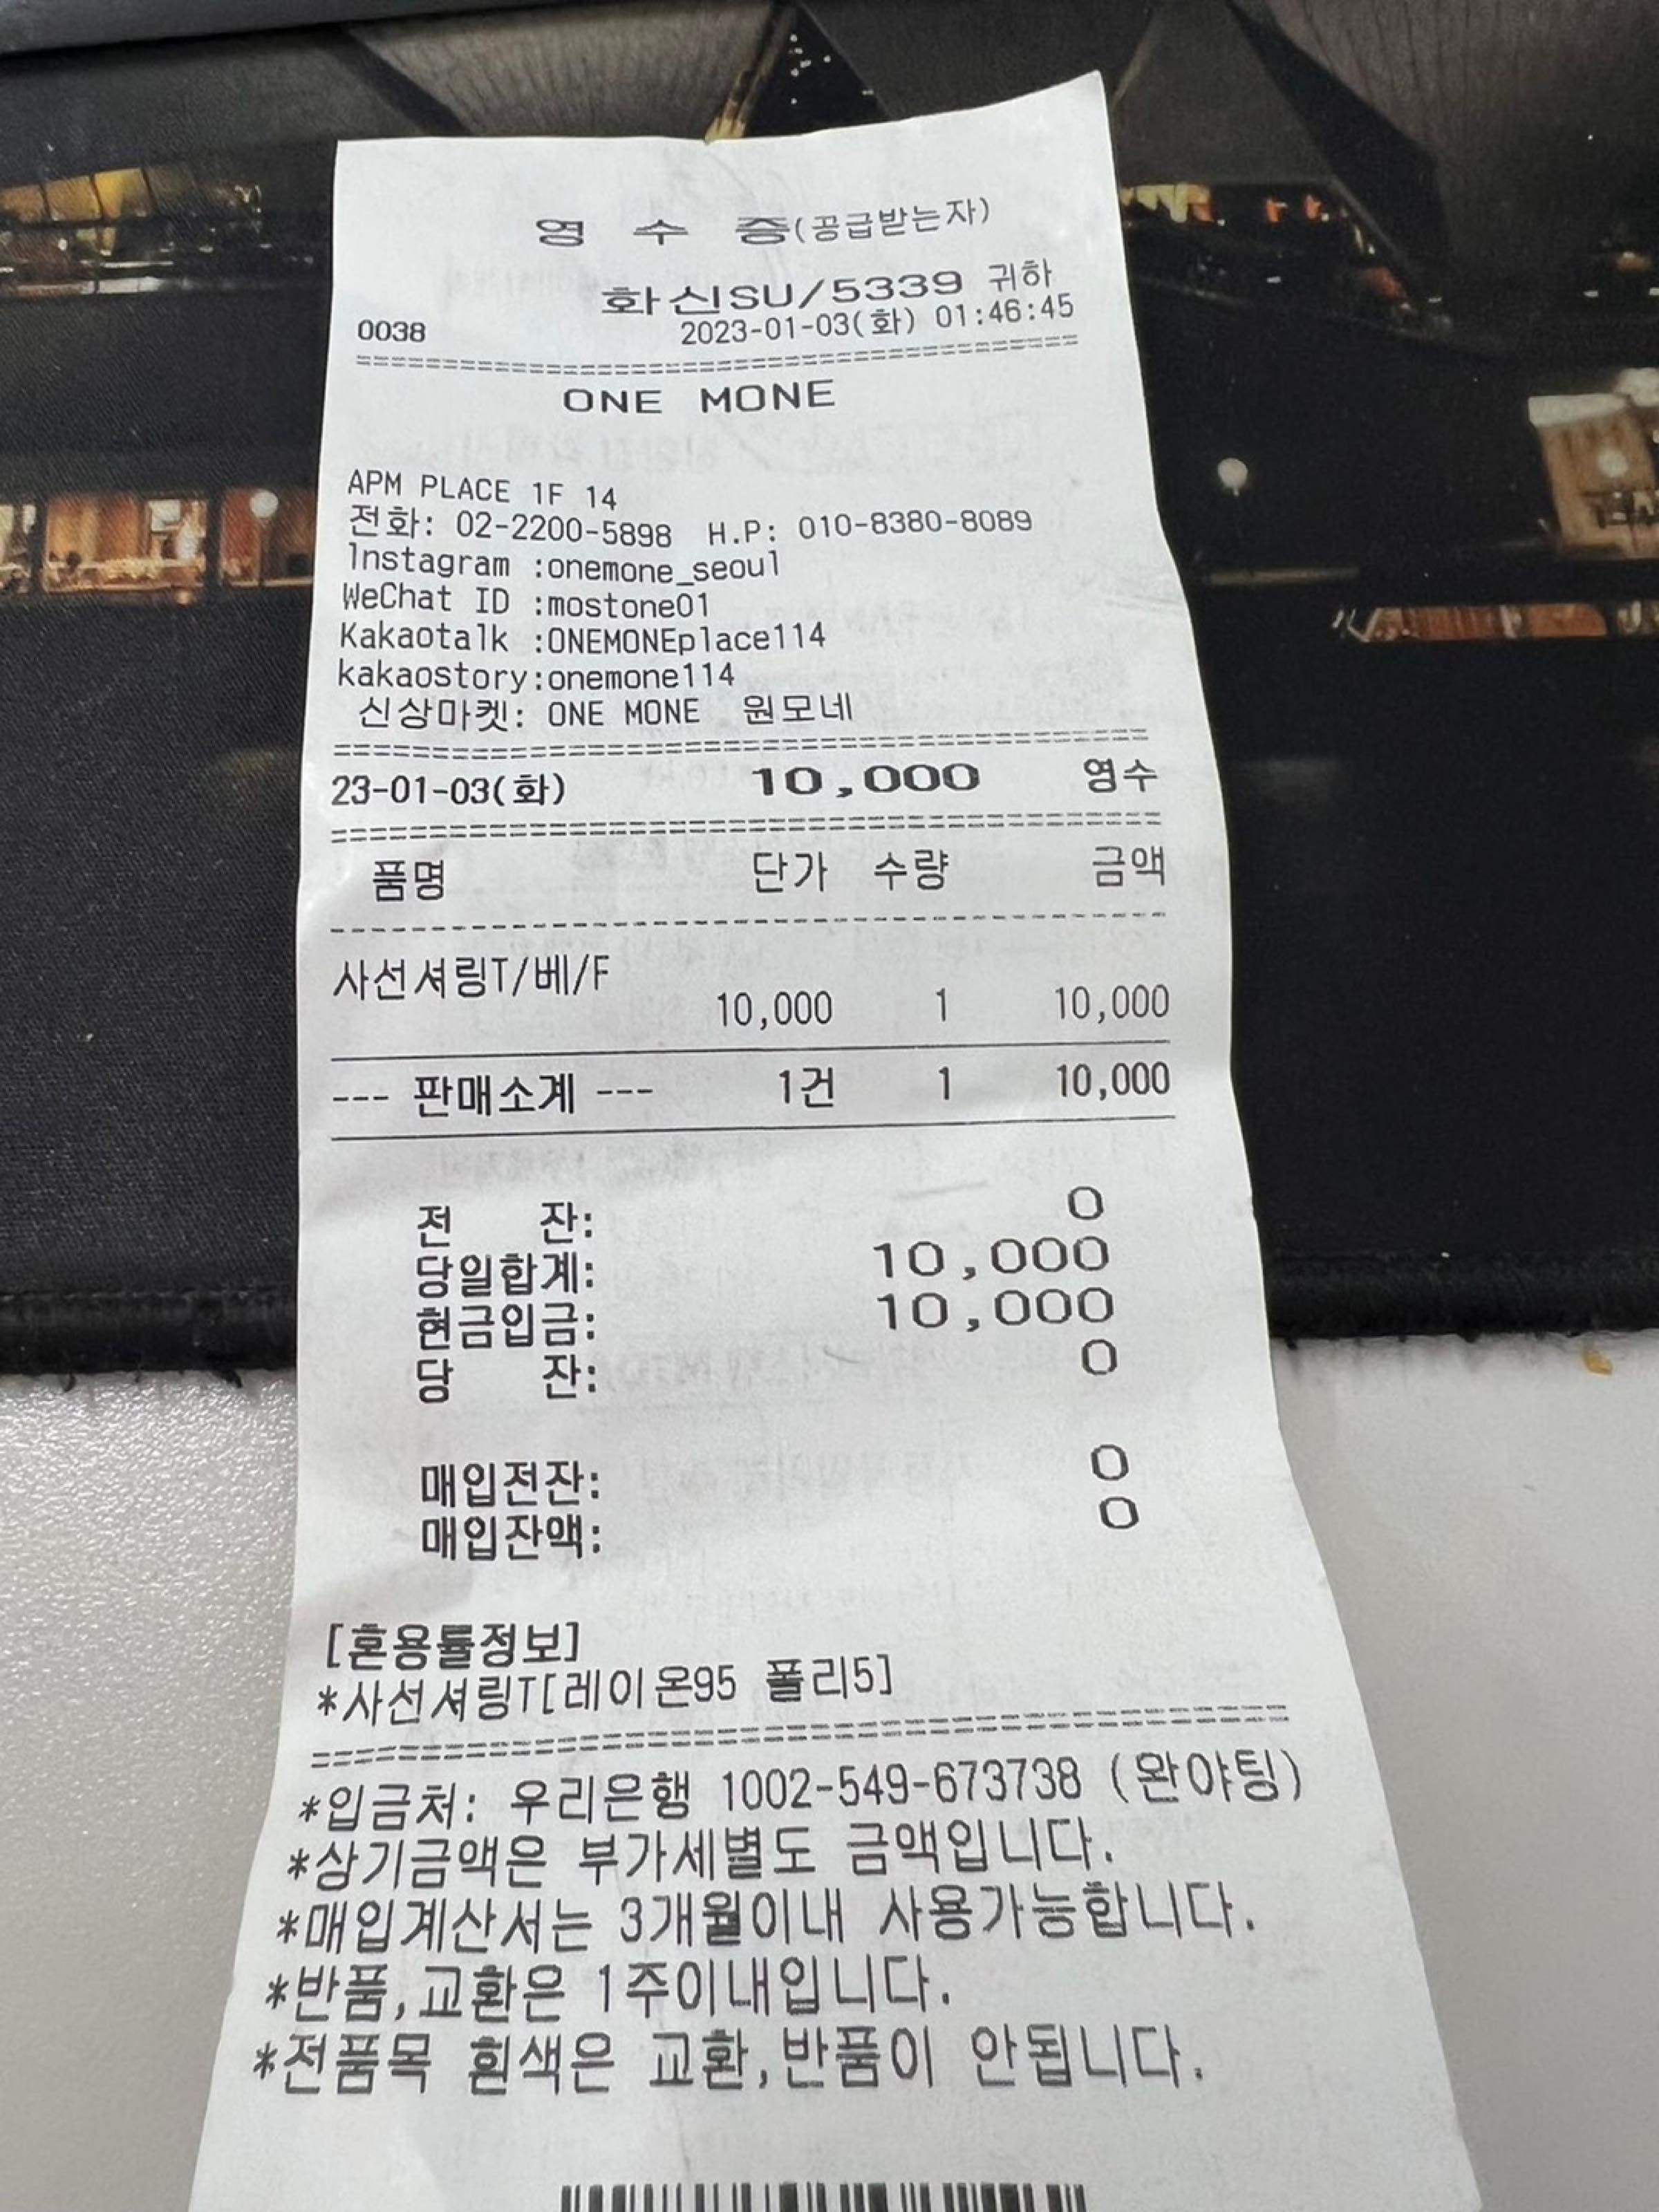 영 수 증(공급받는자)
화신SU/5339 귀하
0038 2023-01-03(화) 01:46:45
ONE MONE
APM PLACE 1F 14
전화: 02-2200-5898 H.P: 010-8380-8089
Instagram :onemone_seoul
WeChat ID :mostone01
Kakaotalk :ONEMONEplace114
kakaostory:onemone114
신상마켓: ONE MONE 원모네
23-01-03(화) 10,000 영수
품명 단가 수량 금액
사선셔링T/베/F
10,000 1 10,000
--- 판매소계 --- 1건 1 10,000
전 잔: 0
당일합계: 10,000
현금입금: 10,000
당 잔: 0
매입전잔: 0
매입잔액: 0
[혼용률정보]
*사선셔링T[레이온95 폴리5]
*입금처: 우리은행 1002-549-673738 (완야팅)
*상기금액은 부가세별도 금액입니다.
*매입계산서는 3개월이내 사용가능합니다.
*반품,교환은 1주이내입니다.
*전품목 흰색은 교환,반품이 안됩니다.